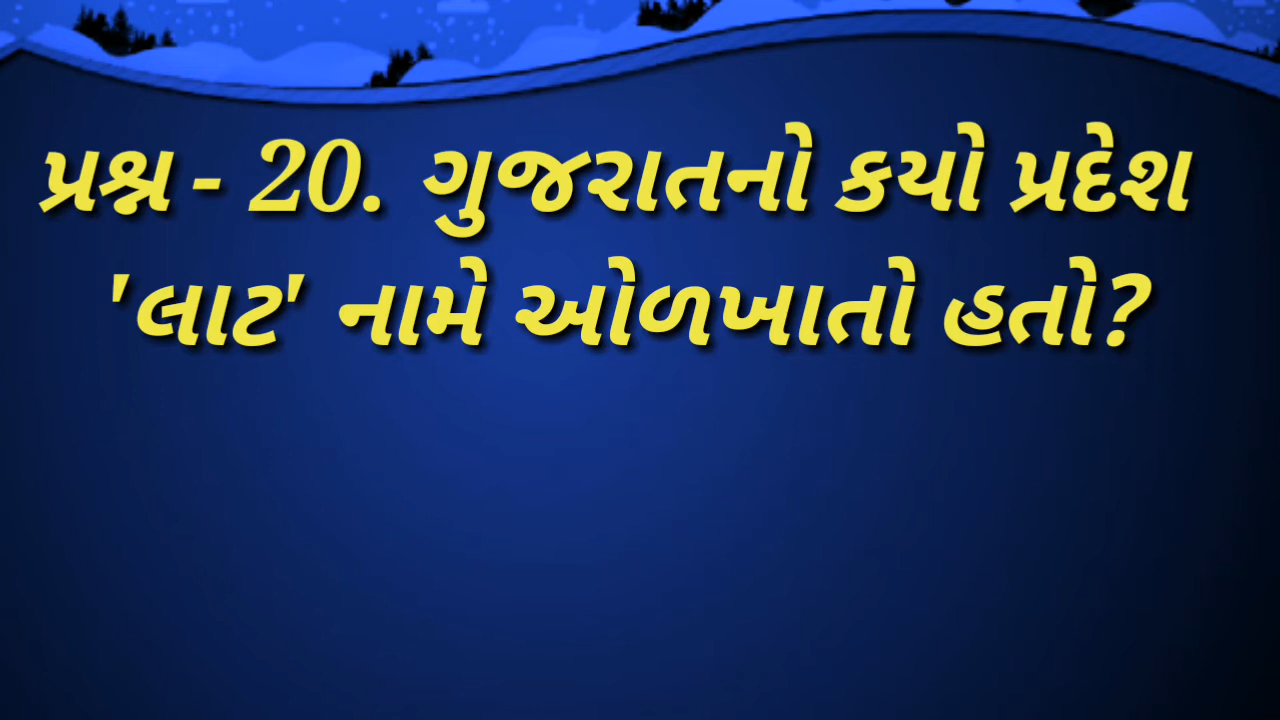 પ્રશ્ન - 20. ગુજરાતનો કયો પ્રદેશ
'લાટ' નામે ઓળખાતો હતો?